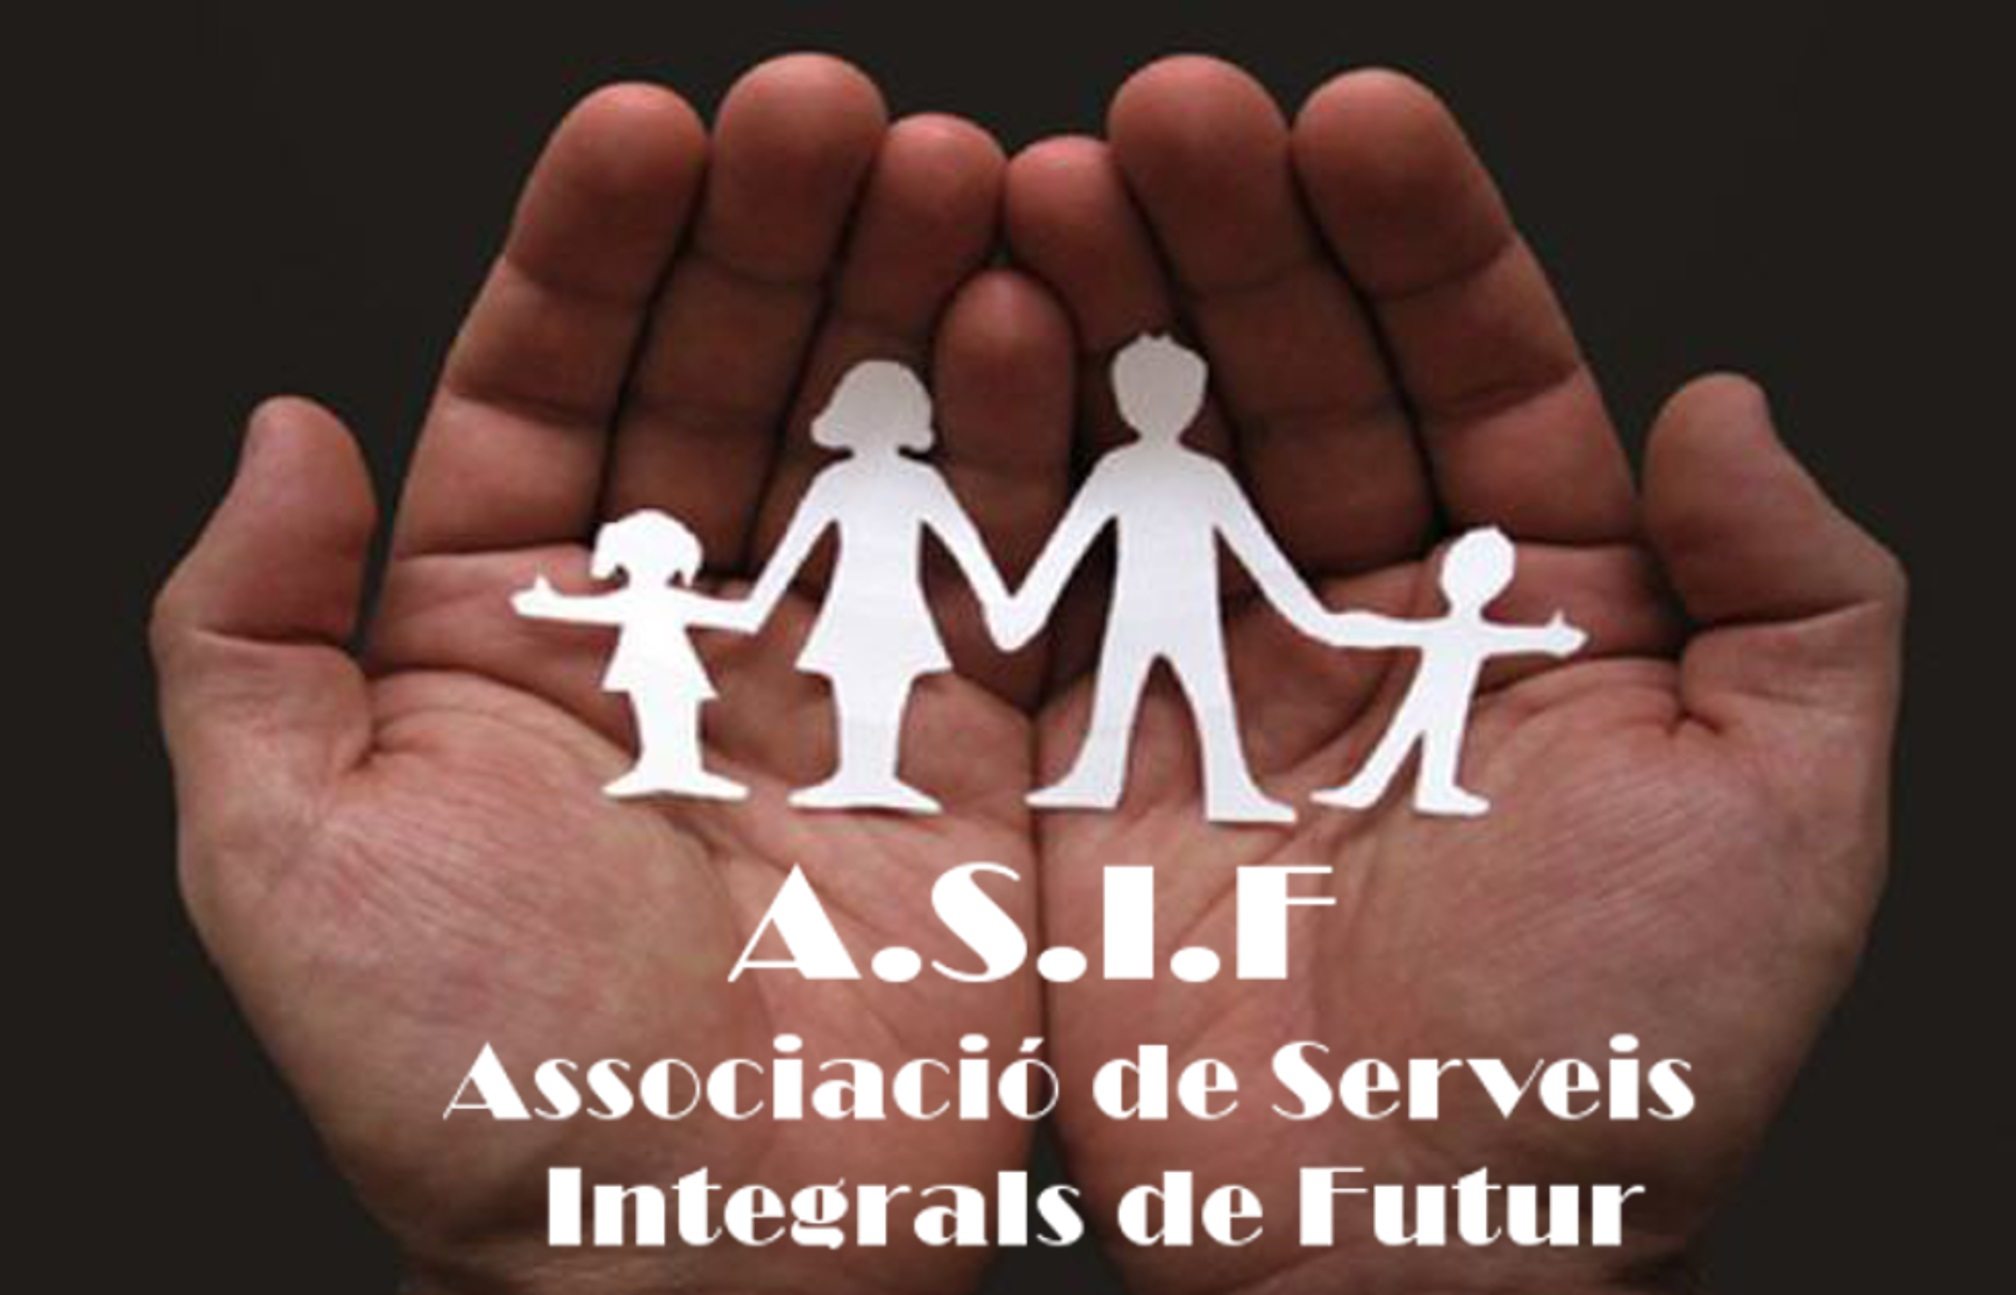 A.S.I.F
Associació de Serveis
Integrals de Futur